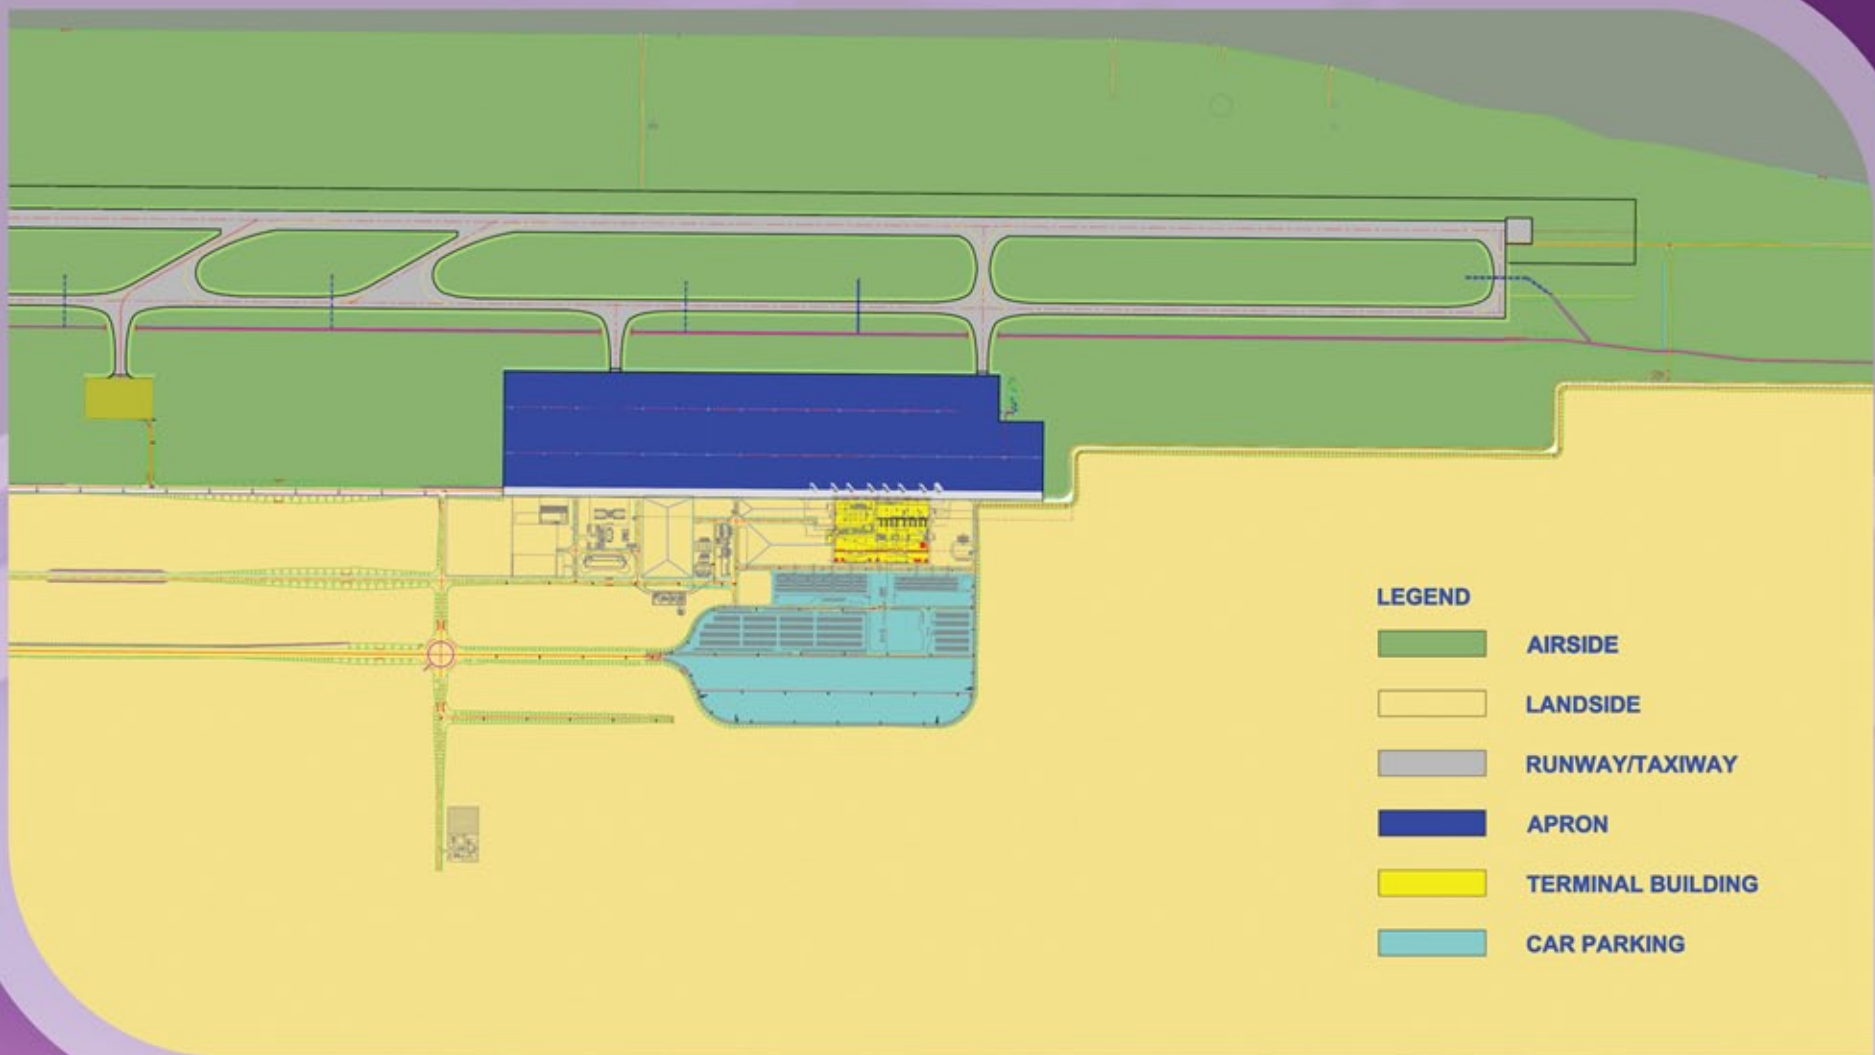 LEGEND
AIRSIDE
LANDSIDE
RUNWAY/TAXIWAY
APRON
TERMINAL BUILDING
CAR PARKING